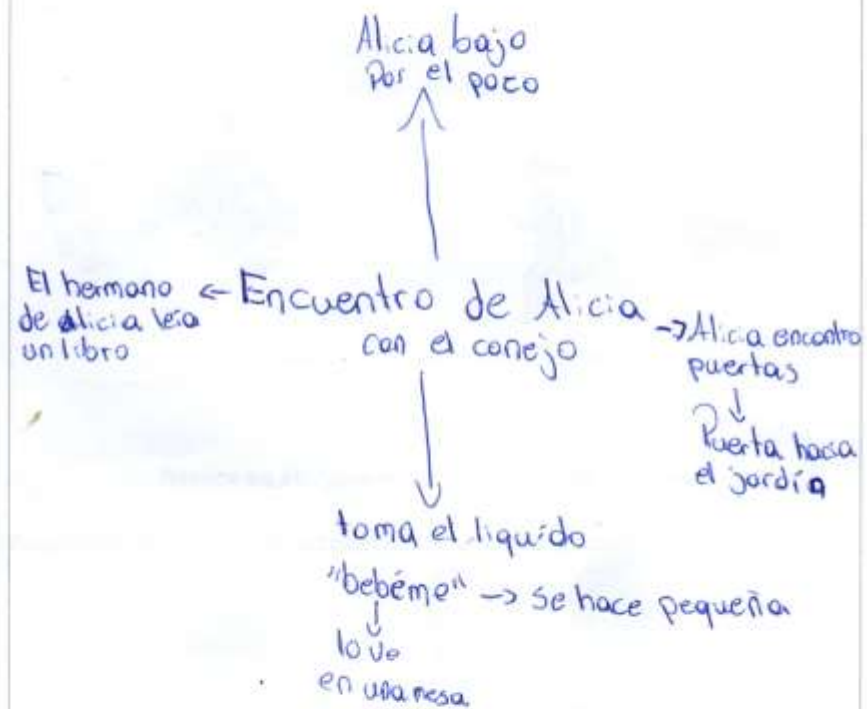 Alicia bajo
por el poco
El hermano
de alicia leia
un libro
←
Encuentro de Alicia
con el conejo
→ Alicia encontro
puertas
↓
Puerta hacia
el jardín
toma el liquido
"bebéme" → se hace pequeña
↓
lo ve
en una mesa